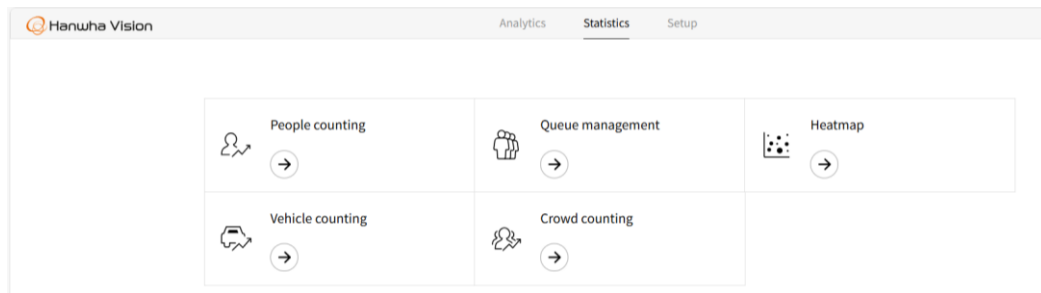 Hanwha Vision
Analytics Statistics Setup
People counting Queue management Heatmap
Vehicle counting Crowd counting